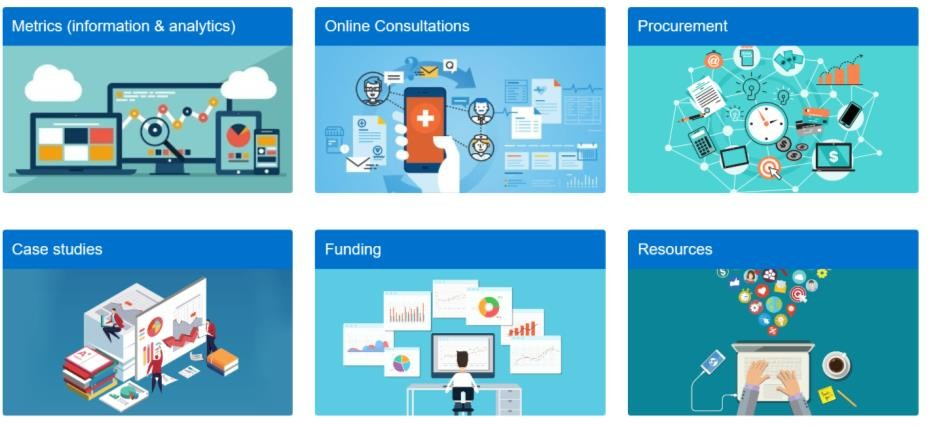 Metrics (information & analytics)
Online Consultations
Procurement
Case studies
Funding
Resources